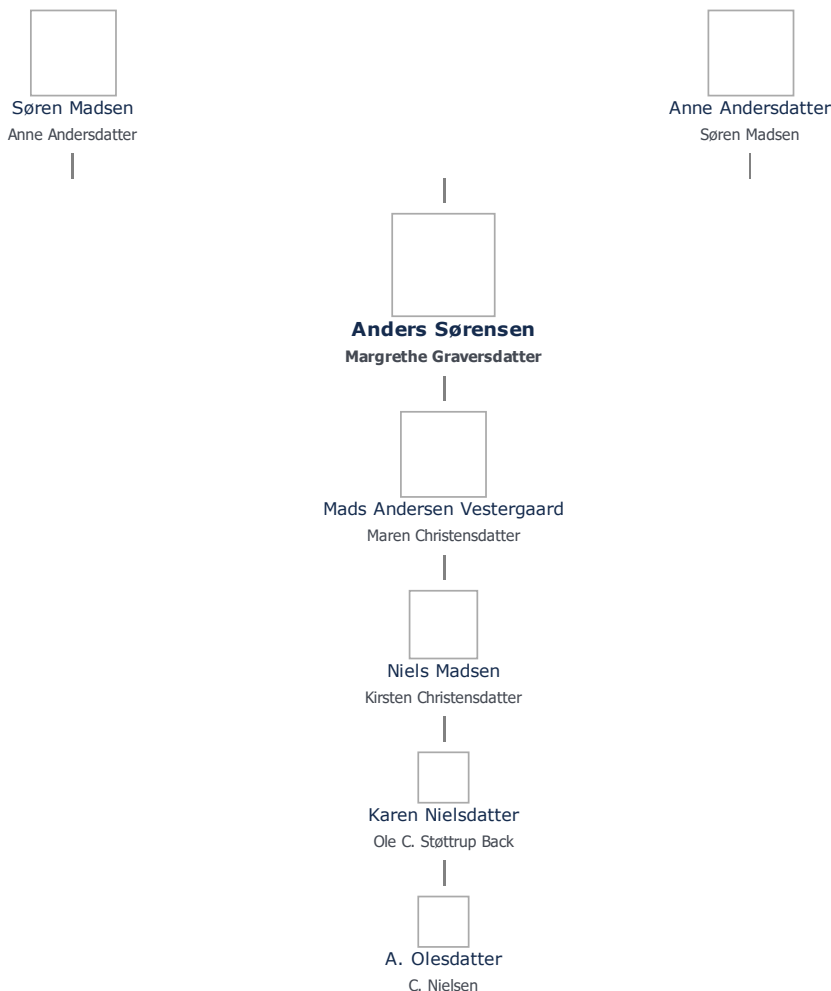 Søren Madsen
Anne Andersdatter
Anne Andersdatter
Søren Madsen
Anders Sørensen
Margrethe Graversdatter
Mads Andersen Vestergaard
Maren Christensdatter
Niels Madsen
Kirsten Christensdatter
Karen Nielsdatter
Ole C. Støttrup Back
A. Olesdatter
C. Nielsen